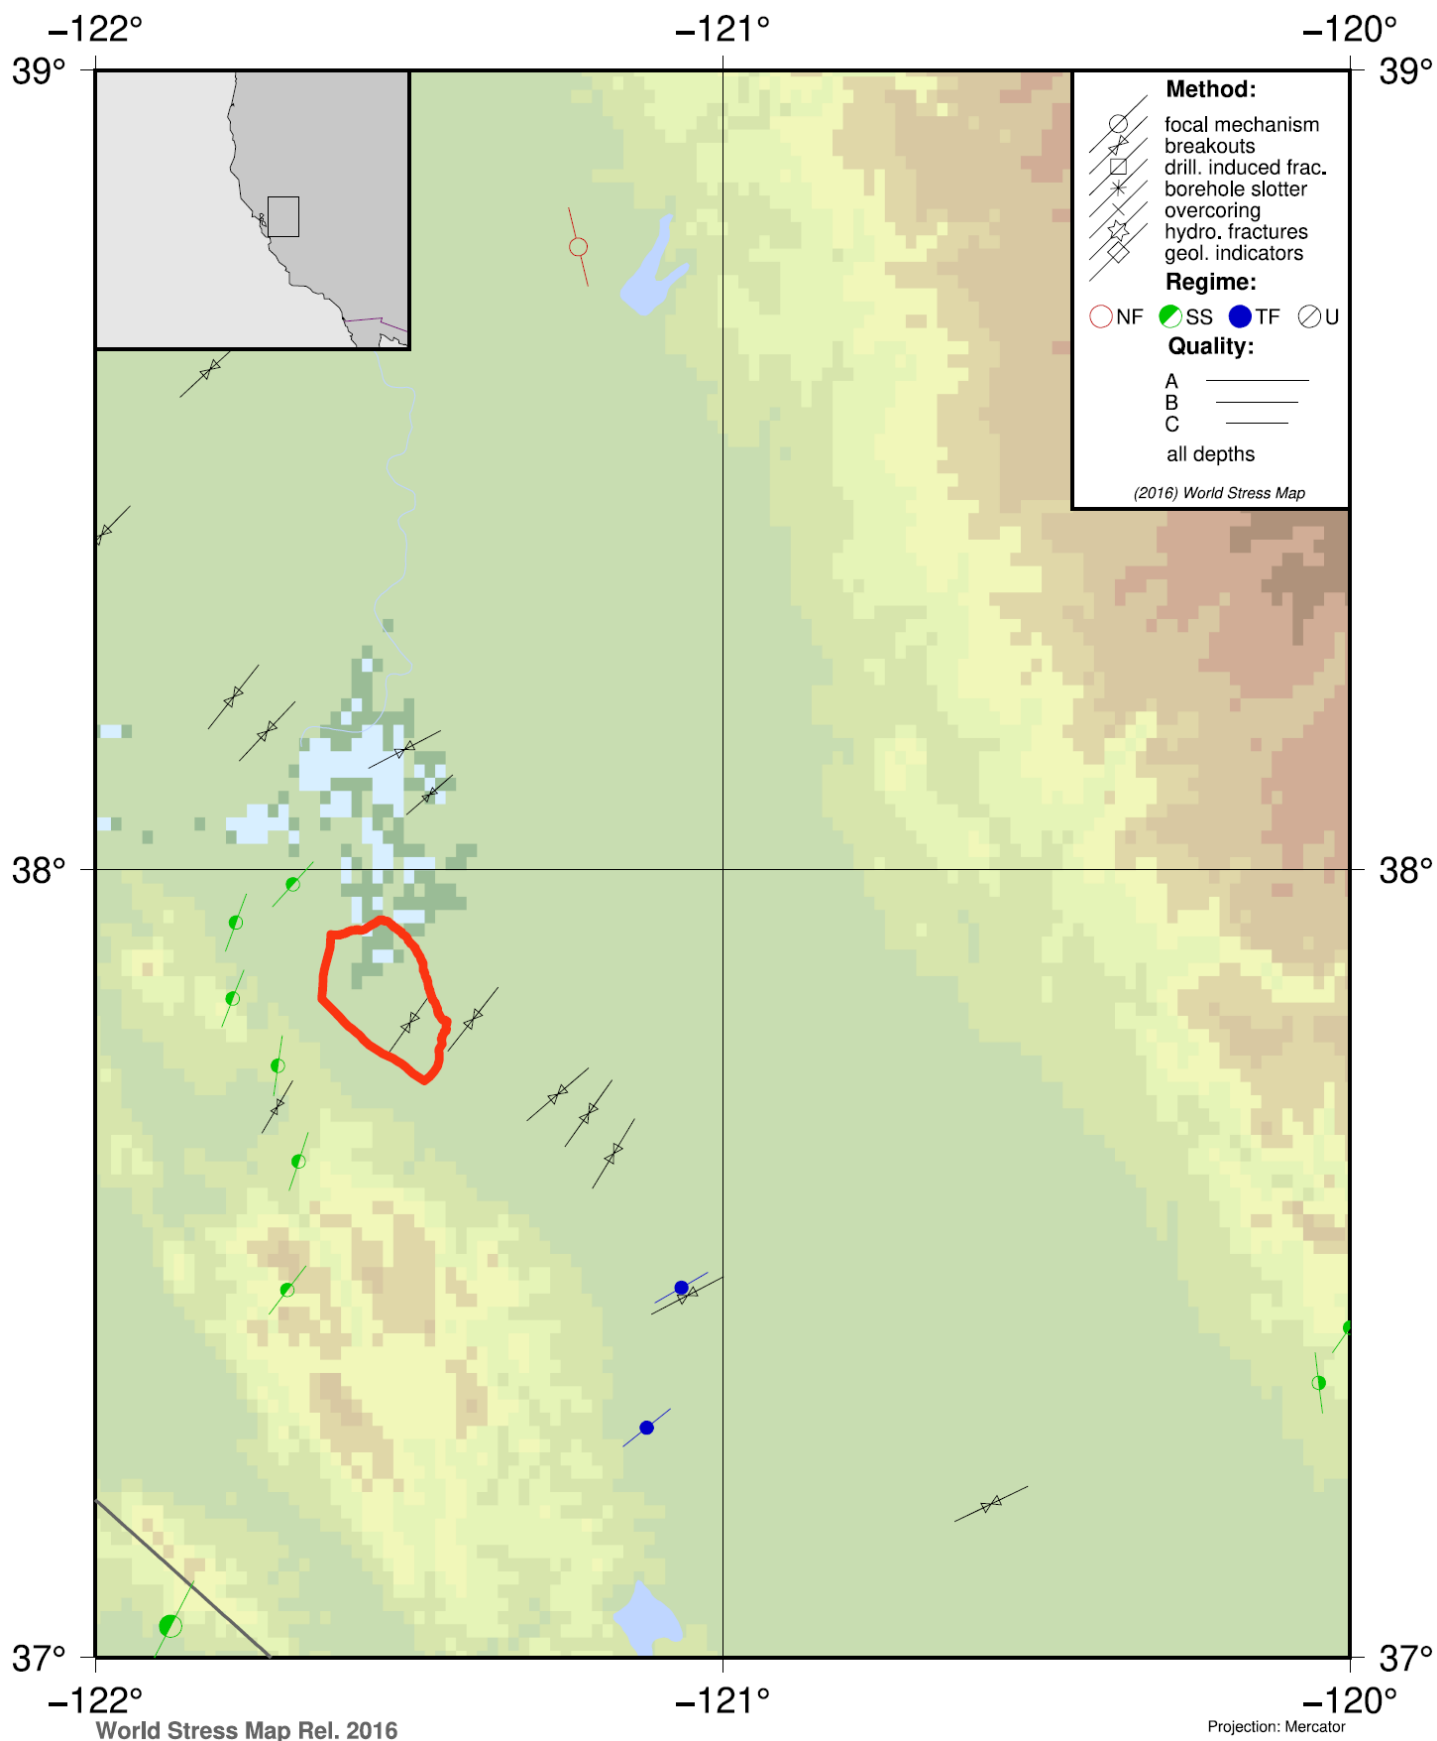 −122° −121° −120°
39° 39°
Method:
focal mechanism
breakouts
drill. induced frac.
borehole slotter
overcoring
hydro. fractures
geol. indicators
Regime:
NF SS TF U
Quality:
A
B
C
all depths
(2016) World Stress Map
38° 38°
37° 37°
−122° −121° −120°
World Stress Map Rel. 2016
Projection: Mercator